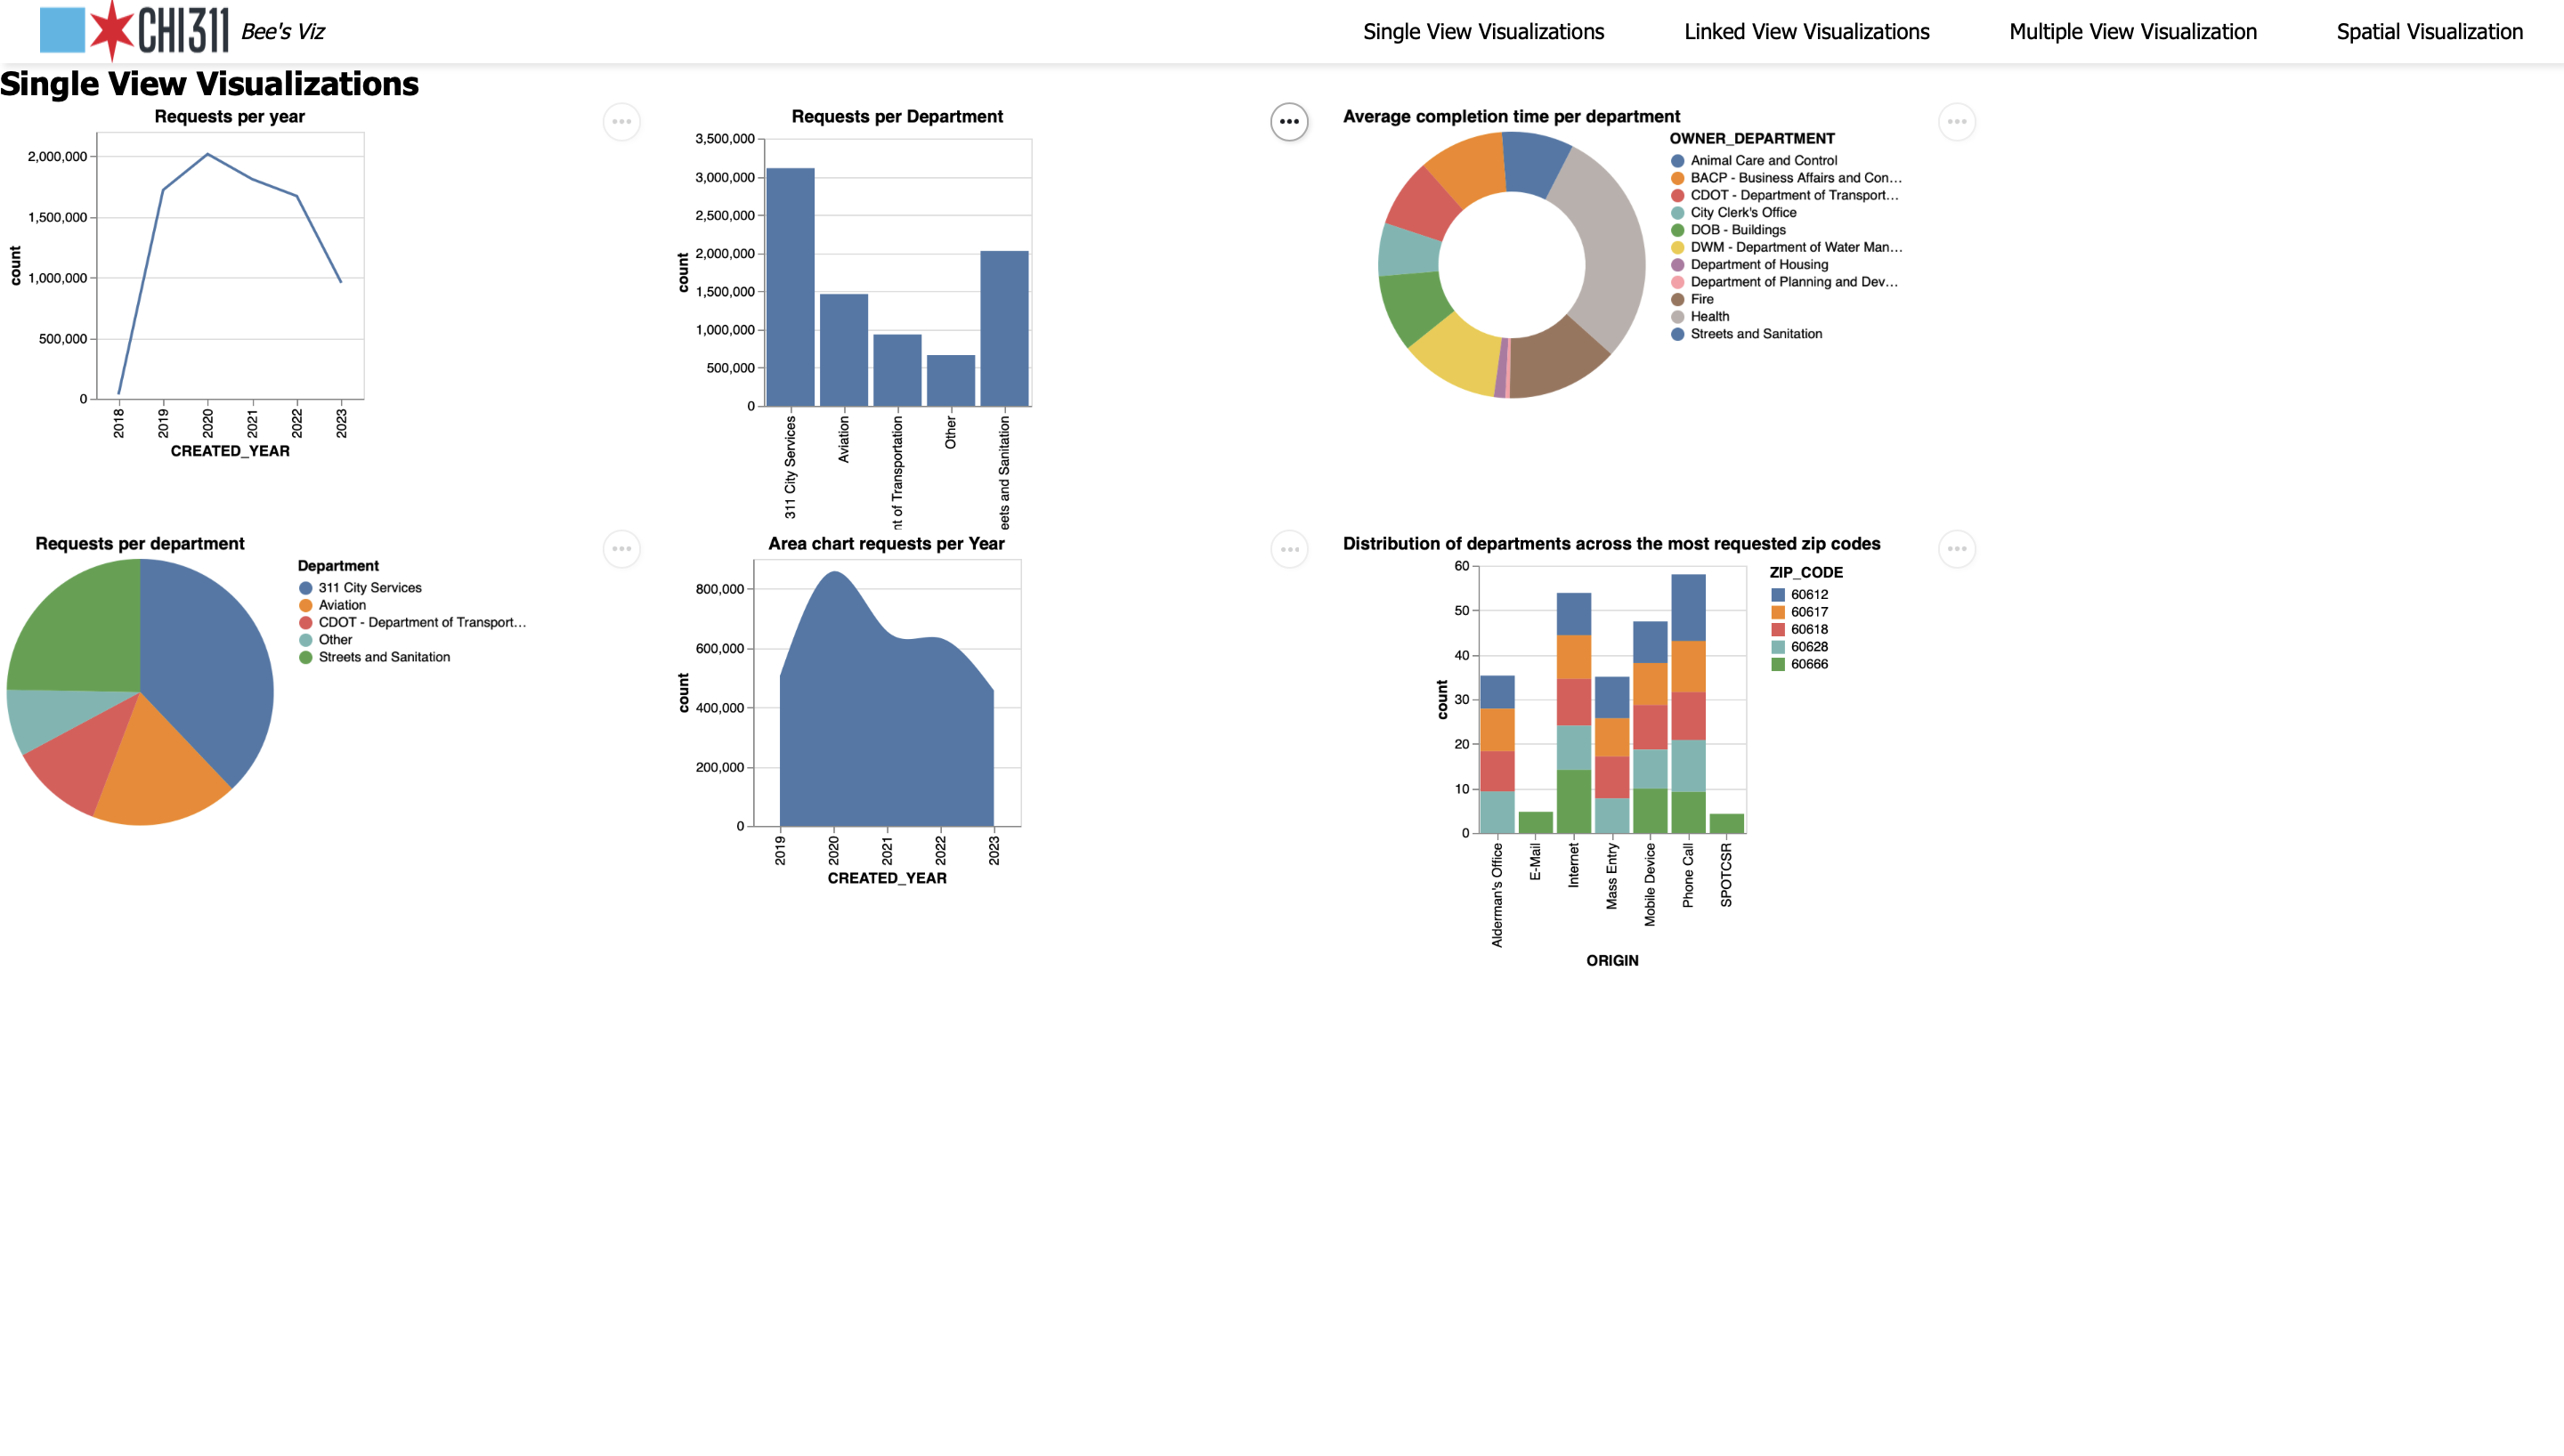 CHI311 Bee's Viz
Single View Visualizations
Linked View Visualizations
Multiple View Visualization
Spatial Visualization
Single View Visualizations
Requests per year
2,000,000
1,500,000
1,000,000
500,000
0
count
2018
2019
2020
2021
2022
2023
CREATED_YEAR
Requests per Department
3,500,000
3,000,000
2,500,000
2,000,000
1,500,000
1,000,000
500,000
0
count
311 City Services
Aviation
nt of Transportation
Other
eets and Sanitation
Average completion time per department
OWNER_DEPARTMENT
Animal Care and Control
BACP - Business Affairs and Con…
CDOT - Department of Transport…
City Clerk's Office
DOB - Buildings
DWM - Department of Water Man…
Department of Housing
Department of Planning and Dev…
Fire
Health
Streets and Sanitation
Requests per department
Department
311 City Services
Aviation
CDOT - Department of Transport…
Other
Streets and Sanitation
Area chart requests per Year
800,000
600,000
400,000
200,000
0
count
2019
2020
2021
2022
2023
CREATED_YEAR
Distribution of departments across the most requested zip codes
60
50
40
30
20
10
0
count
Alderman's Office
E-Mail
Internet
Mass Entry
Mobile Device
Phone Call
SPOTCSR
ORIGIN
ZIP_CODE
60612
60617
60618
60628
60666